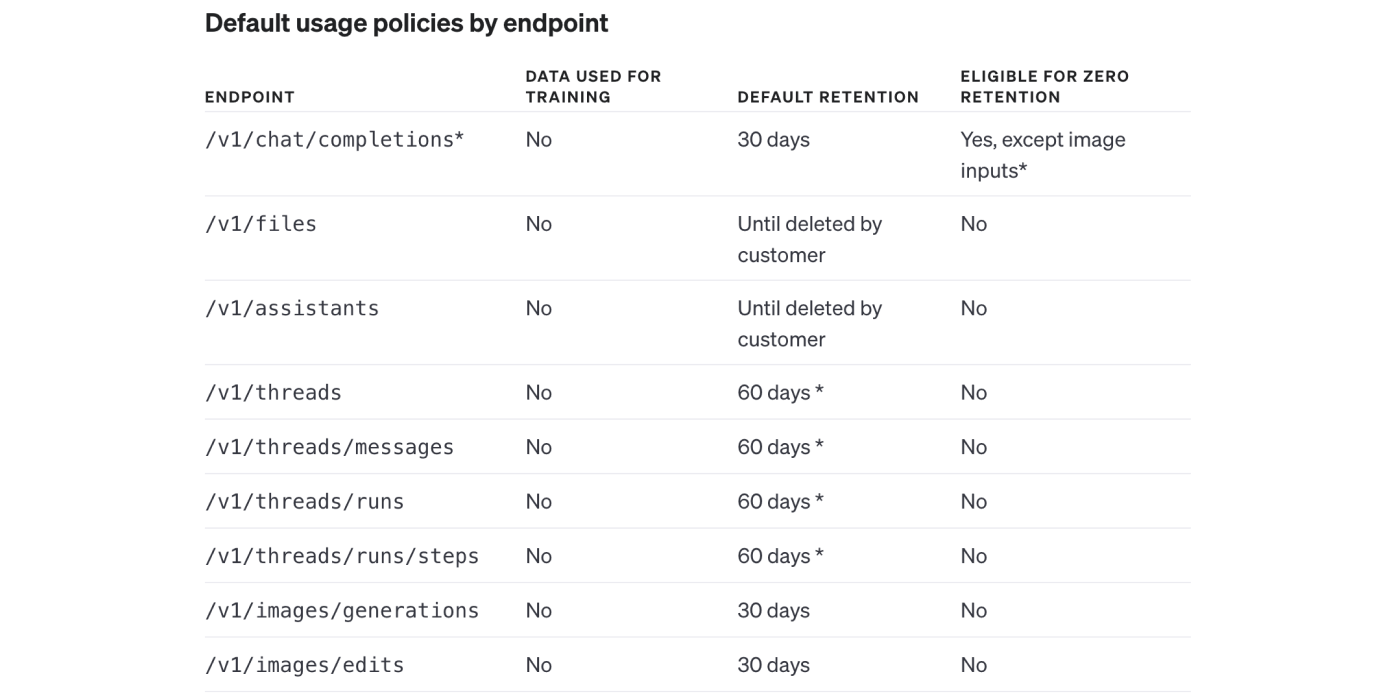 Default usage policies by endpoint
ENDPOINT DATA USED FOR TRAINING DEFAULT RETENTION ELIGIBLE FOR ZERO RETENTION
/v1/chat/completions* No 30 days Yes, except image inputs*
/v1/files No Until deleted by customer No
/v1/assistants No Until deleted by customer No
/v1/threads No 60 days * No
/v1/threads/messages No 60 days * No
/v1/threads/runs No 60 days * No
/v1/threads/runs/steps No 60 days * No
/v1/images/generations No 30 days No
/v1/images/edits No 30 days No